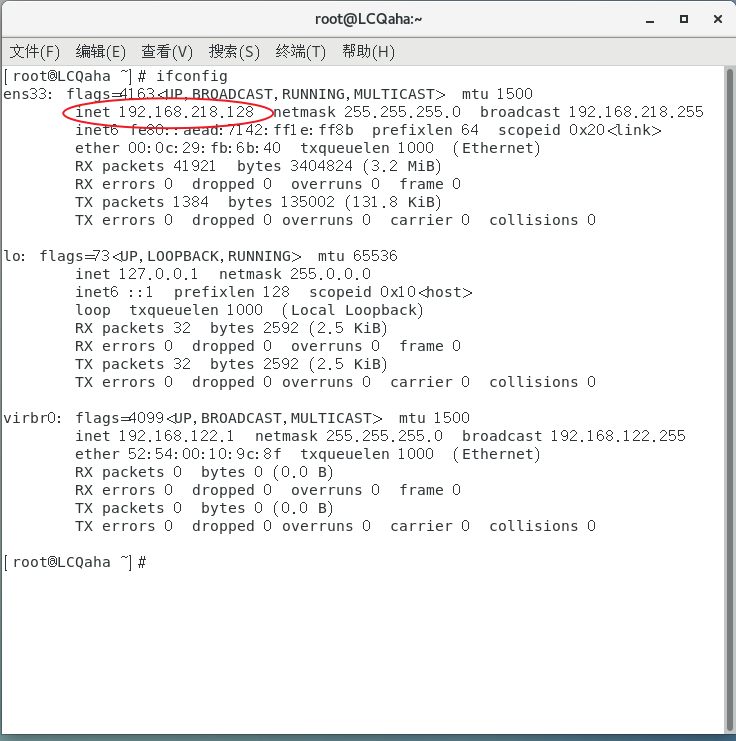 root@LCQaha:~
文件(F) 编辑(E) 查看(V) 搜索(S) 终端(T) 帮助(H)
[root@LCQaha ~]# ifconfig
ens33: flags=4163<UP,BROADCAST,RUNNING,MULTICAST>  mtu 1500
        inet 192.168.218.128  netmask 255.255.255.0  broadcast 192.168.218.255
        inet6 fe80::aead:7142:ff1e:ff8b  prefixlen 64  scopeid 0x20<link>
        ether 00:0c:29:fb:6b:40  txqueuelen 1000  (Ethernet)
        RX packets 41921  bytes 3404824 (3.2 MiB)
        RX errors 0  dropped 0  overruns 0  frame 0
        TX packets 1384  bytes 135002 (131.8 KiB)
        TX errors 0  dropped 0 overruns 0  carrier 0  collisions 0
lo: flags=73<UP,LOOPBACK,RUNNING>  mtu 65536
        inet 127.0.0.1  netmask 255.0.0.0
        inet6 ::1  prefixlen 128  scopeid 0x10<host>
        loop  txqueuelen 1000  (Local Loopback)
        RX packets 32  bytes 2592 (2.5 KiB)
        RX errors 0  dropped 0  overruns 0  frame 0
        TX packets 32  bytes 2592 (2.5 KiB)
        TX errors 0  dropped 0 overruns 0  carrier 0  collisions 0
virbr0: flags=4099<UP,BROADCAST,MULTICAST>  mtu 1500
        inet 192.168.122.1  netmask 255.255.255.0  broadcast 192.168.122.255
        ether 52:54:00:10:9c:8f  txqueuelen 1000  (Ethernet)
        RX packets 0  bytes 0 (0.0 B)
        RX errors 0  dropped 0  overruns 0  frame 0
        TX packets 0  bytes 0 (0.0 B)
        TX errors 0  dropped 0 overruns 0  carrier 0  collisions 0
[root@LCQaha ~]#